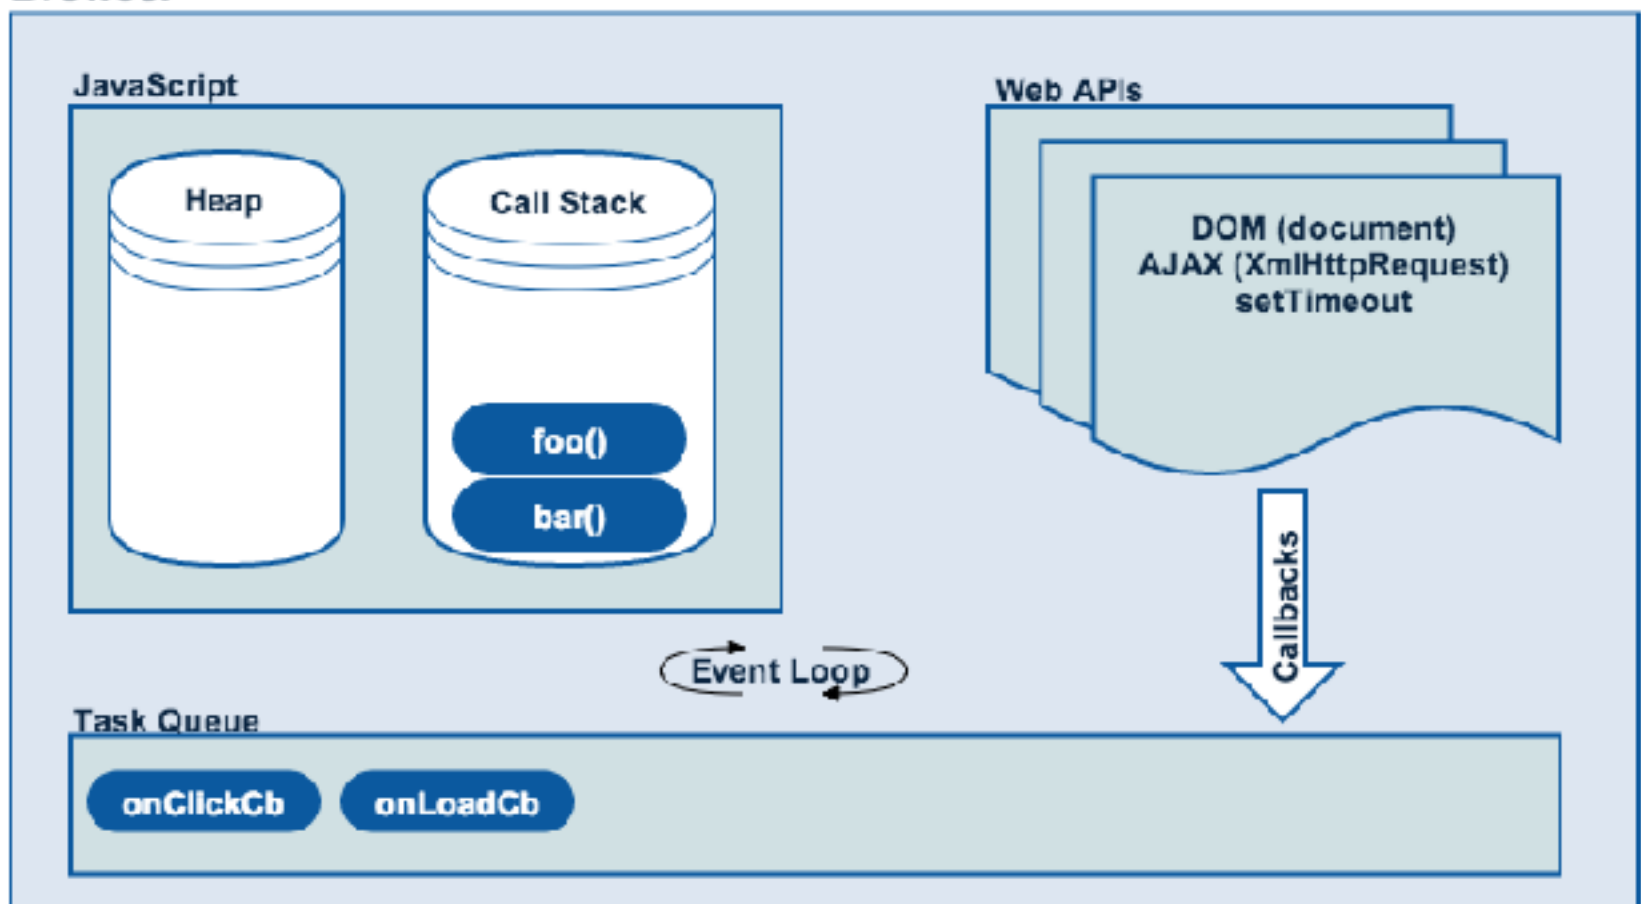 JavaScript
Heap
Call Stack
foo()
bar()
Web APIs
DOM (document)
AJAX (XmlHttpRequest)
setTimeout
Callbacks
Event Loop
Task Queue
onClickCb
onLoadCb